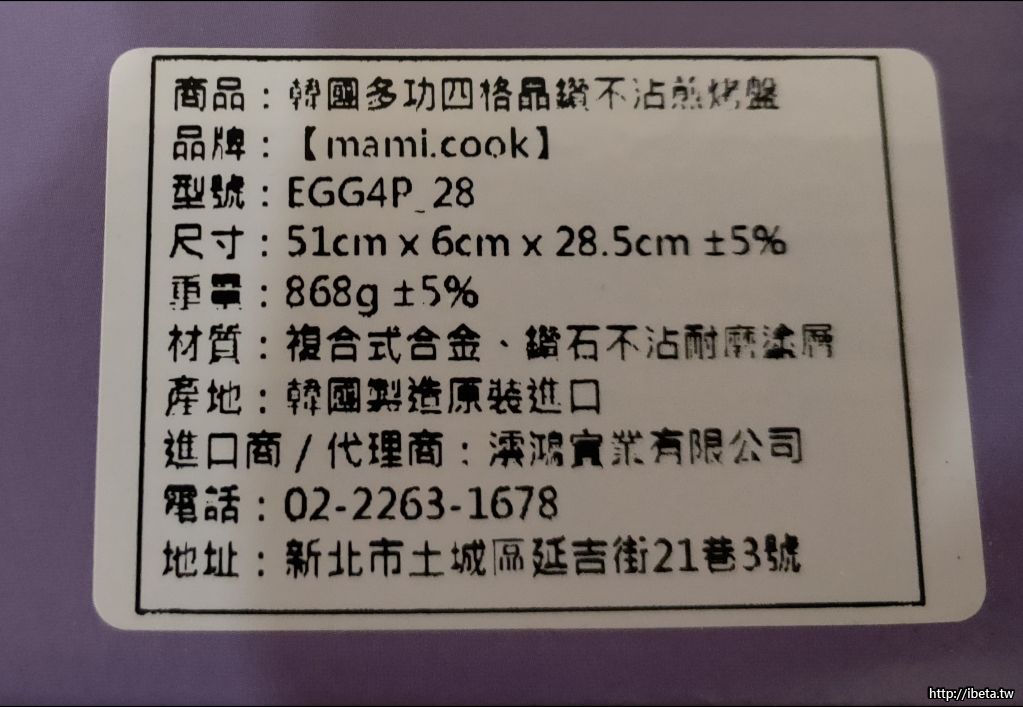 商品：韓國多功四格晶鑽不沾煎烤盤
品牌：【mami.cook】
型號：EGG4P_28
尺寸：51cm x 6cm x 28.5cm ±5%
重量：868g ±5%
材質：複合式合金、鑽石不沾耐磨塗層
產地：韓國製造原裝進口
進口商 / 代理商：澐鴻實業有限公司
電話：02-2263-1678
地址：新北市土城區延吉街21巷3號
http://ibeta.tw